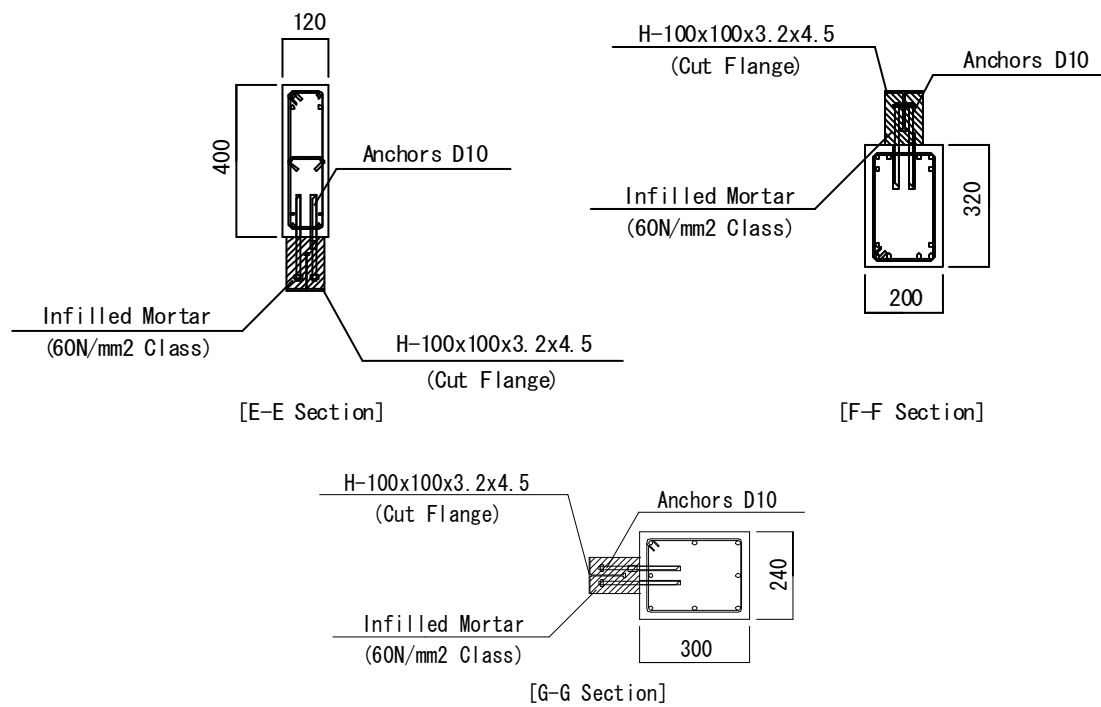 120
400
Anchors D10
Infilled Mortar
(60N/mm2 Class)
H-100x100x3.2x4.5
(Cut Flange)
[E-E Section]
H-100x100x3.2x4.5
(Cut Flange)
Anchors D10
Infilled Mortar
(60N/mm2 Class)
320
200
[F-F Section]
H-100x100x3.2x4.5
(Cut Flange)
Anchors D10
240
Infilled Mortar
(60N/mm2 Class)
300
[G-G Section]